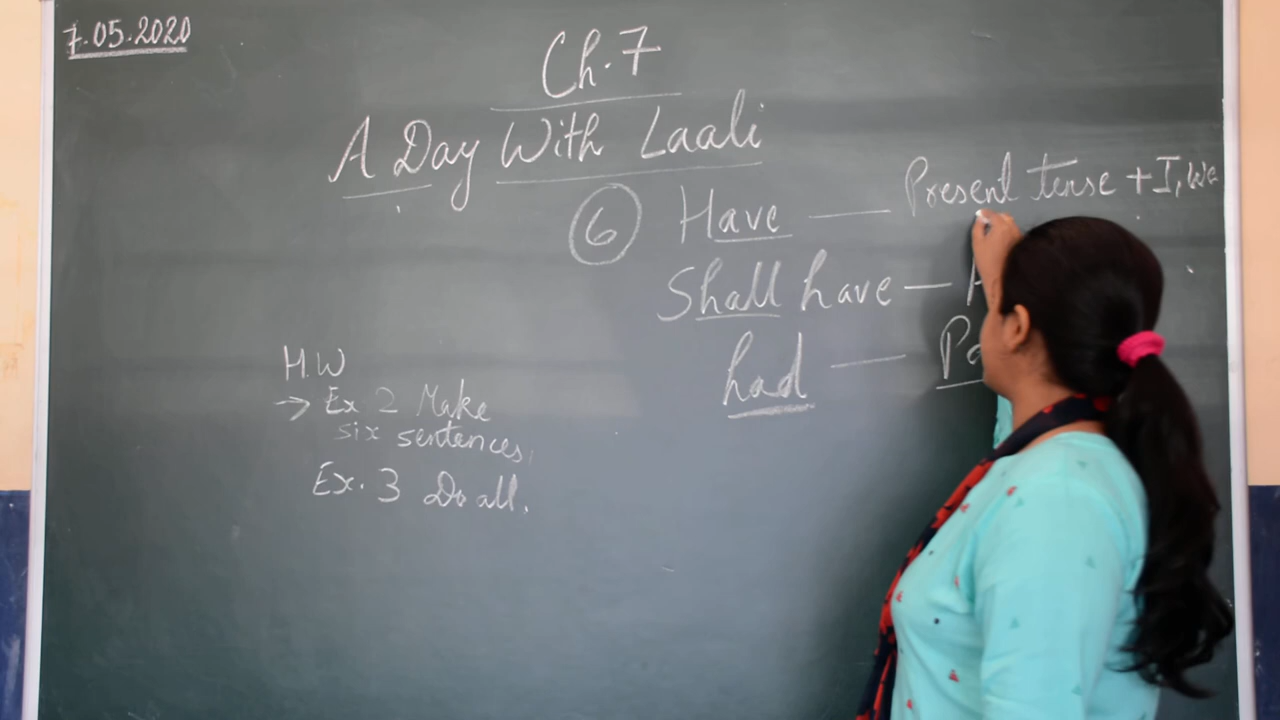 7.05.2020
Ch.7
A Day With Laali
6 Have — Present tense + I, We
Shall have —
had —
H.W
→ Ex 2 Make
six sentences.
Ex. 3 Do all.